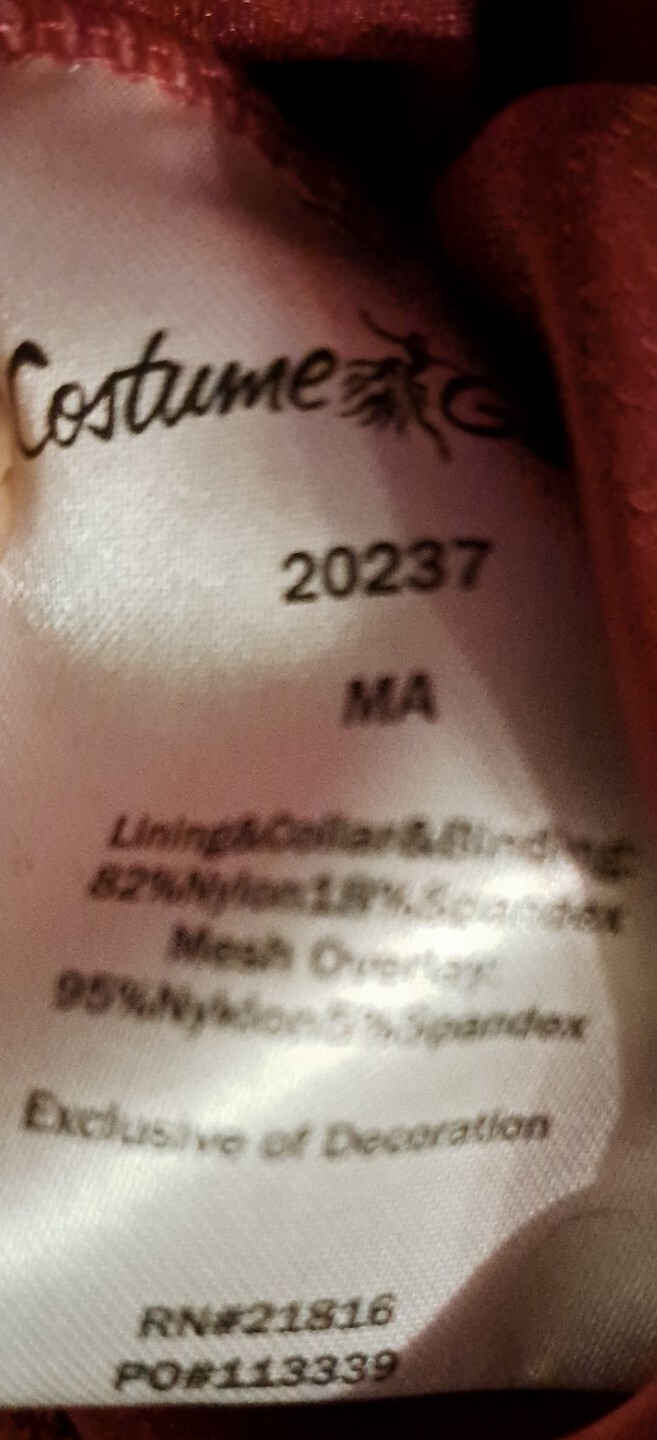 Costume G
20237
MA
Lining&Collar&Binding:
82%Nylon18%Spandex
Mesh Overlay:
95%Nyklon5%Spandex
Exclusive of Decoration
RN#21816
PO#113339